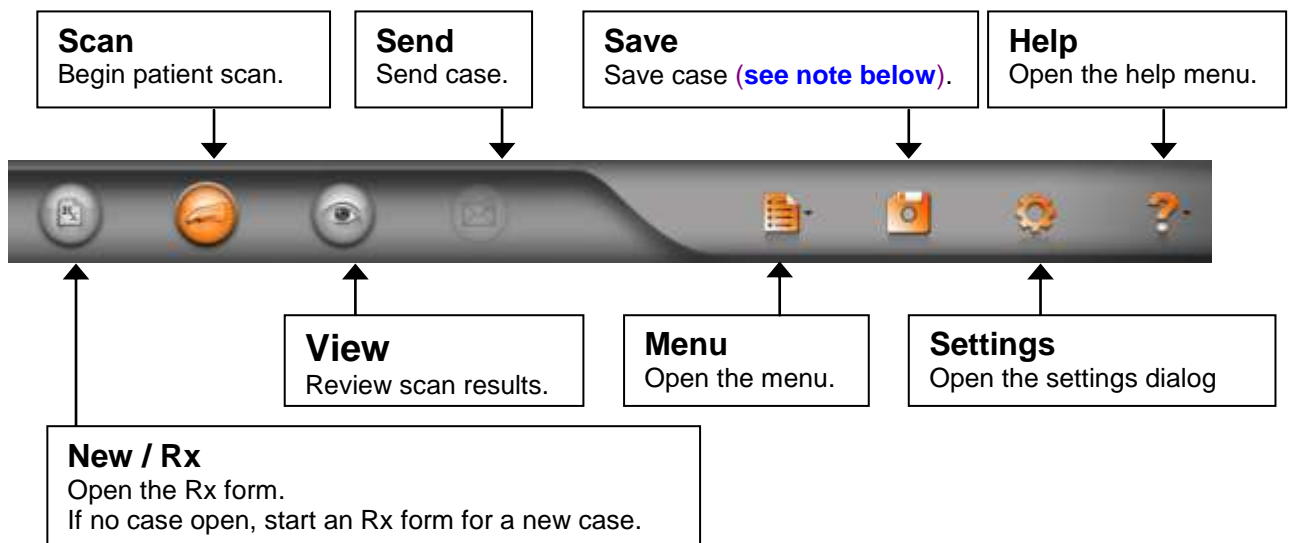 Scan
Begin patient scan.
Send
Send case.
Save
Save case (see note below).
Help
Open the help menu.
View
Review scan results.
Menu
Open the menu.
Settings
Open the settings dialog
New / Rx
Open the Rx form.
If no case open, start an Rx form for a new case.